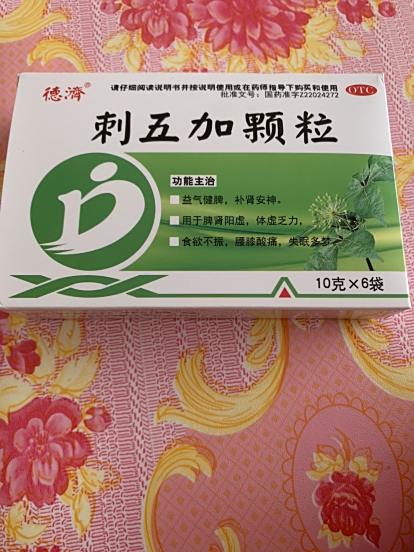 德濟®
请仔细阅读说明书并按说明使用或在药师指导下购买和使用
批准文号：国药准字Z22024272
OTC
刺五加颗粒
功能主治
益气健脾，补肾安神。
用于脾肾阳虚，体虚乏力，
食欲不振，腰膝酸痛，失眠多梦
10克×6袋